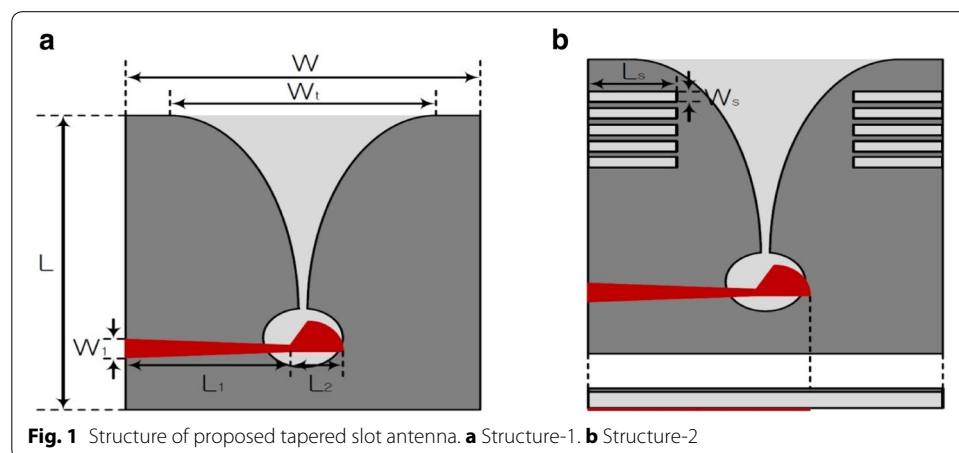 a
b
W
Wt
Ls
Ws
L
W1
L1
L2
Fig. 1 Structure of proposed tapered slot antenna. a Structure-1. b Structure-2